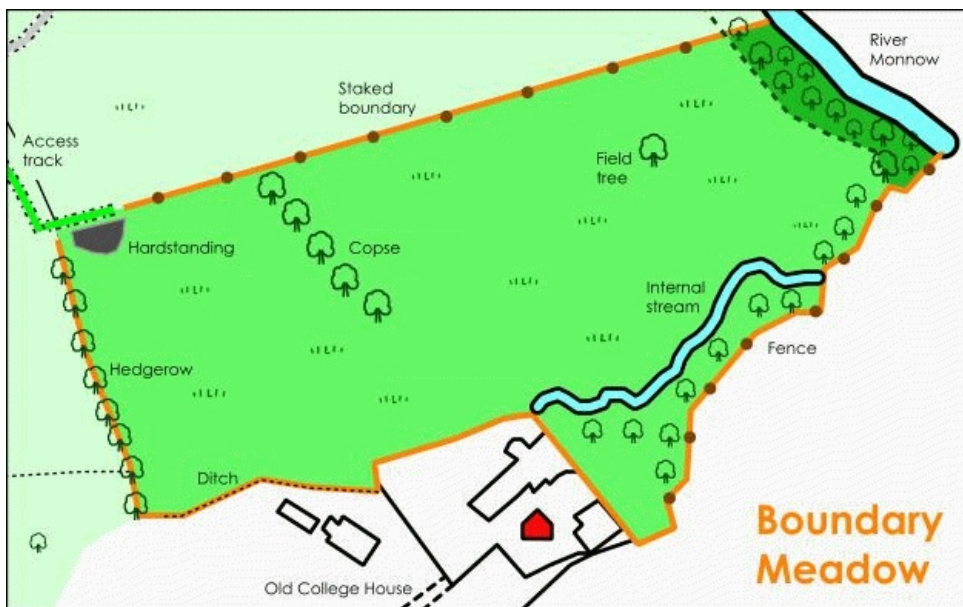 River
Monnow
Staked
boundary
Access
track
Field
tree
Hardstanding
Copse
Internal
stream
Fence
Hedgerow
Ditch
Old College House
Boundary
Meadow